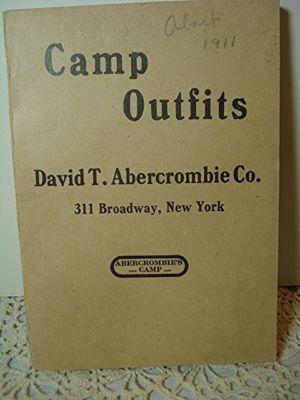 About
1911
Camp
Outfits
David T. Abercrombie Co.
311 Broadway, New York
ABERCROMBIE'S
CAMP